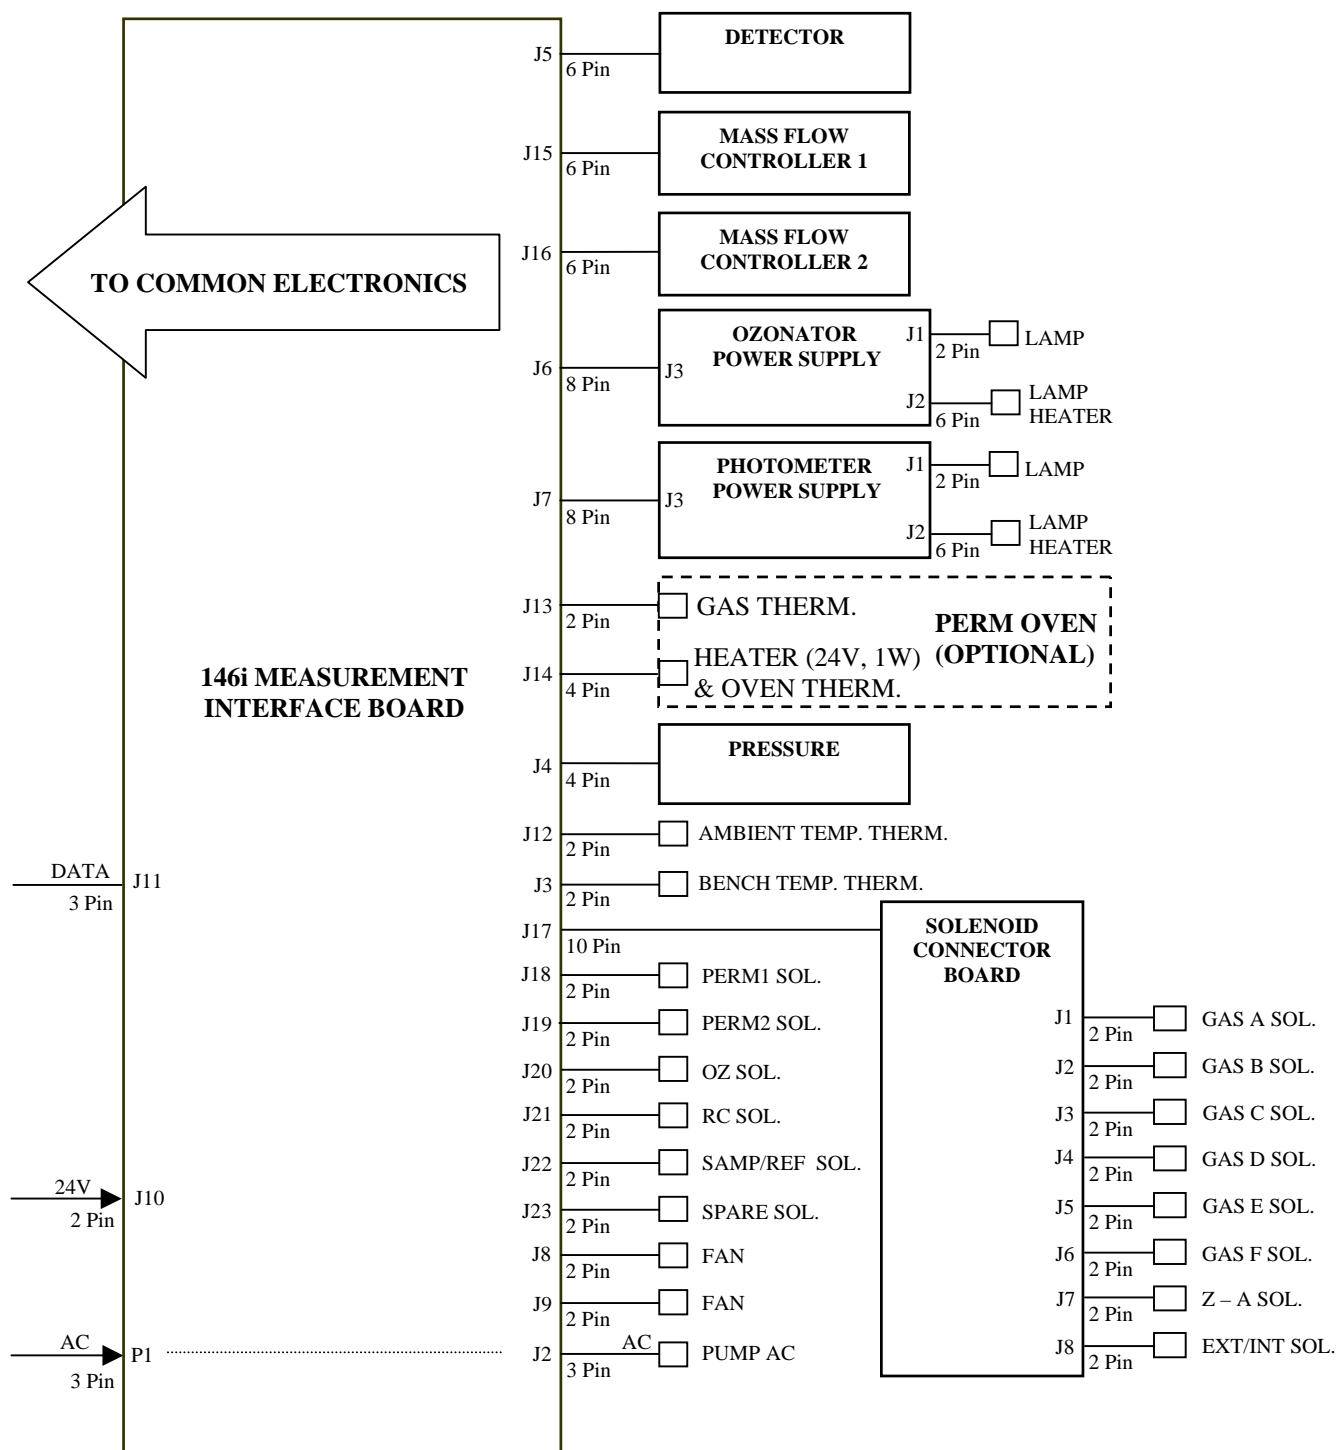 DETECTOR
J5
6 Pin
MASS FLOW
CONTROLLER 1
J15
6 Pin
MASS FLOW
CONTROLLER 2
J16
6 Pin
TO COMMON ELECTRONICS
OZONATOR
POWER SUPPLY
J6
8 Pin
J3
J1
2 Pin
LAMP
J2
6 Pin
LAMP
HEATER
PHOTOMETER
POWER SUPPLY
J7
8 Pin
J3
J1
2 Pin
LAMP
J2
6 Pin
LAMP
HEATER
J13
2 Pin
GAS THERM.
PERM OVEN
(OPTIONAL)
J14
4 Pin
HEATER (24V, 1W)
& OVEN THERM.
146i MEASUREMENT
INTERFACE BOARD
PRESSURE
J4
4 Pin
J12
2 Pin
AMBIENT TEMP. THERM.
DATA
3 Pin
J11
J3
2 Pin
BENCH TEMP. THERM.
J17
10 Pin
SOLENOID
CONNECTOR
BOARD
J18
2 Pin
PERM1 SOL.
J19
2 Pin
PERM2 SOL.
J20
2 Pin
OZ SOL.
J21
2 Pin
RC SOL.
J22
2 Pin
SAMP/REF SOL.
J23
2 Pin
SPARE SOL.
J8
2 Pin
FAN
J9
2 Pin
FAN
J2
3 Pin
AC
PUMP AC
24V
2 Pin
J10
AC
3 Pin
P1
J1
2 Pin
GAS A SOL.
J2
2 Pin
GAS B SOL.
J3
2 Pin
GAS C SOL.
J4
2 Pin
GAS D SOL.
J5
2 Pin
GAS E SOL.
J6
2 Pin
GAS F SOL.
J7
2 Pin
Z – A SOL.
J8
2 Pin
EXT/INT SOL.